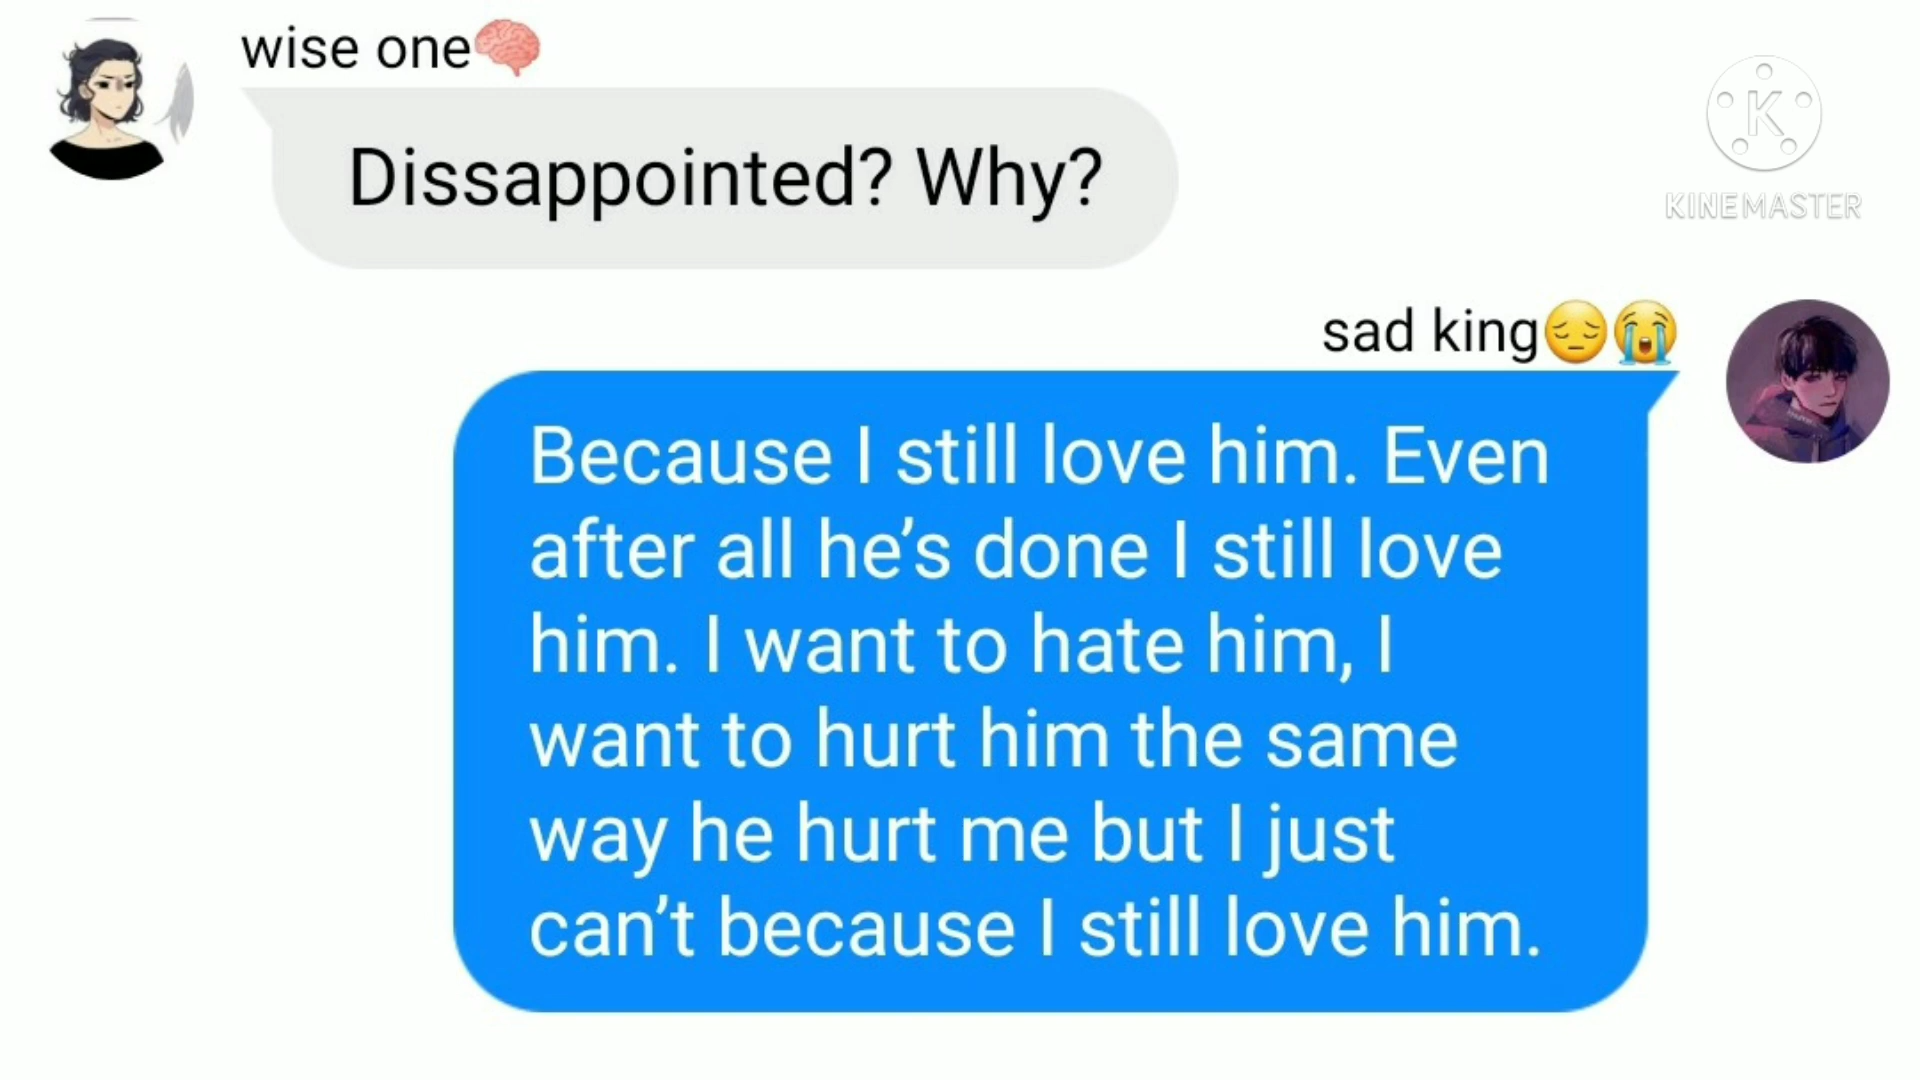 wise one🧠
Dissappointed? Why?
K
KINEMASTER
sad king😔😭
Because I still love him. Even
after all he’s done I still love
him. I want to hate him, I
want to hurt him the same
way he hurt me but I just
can’t because I still love him.